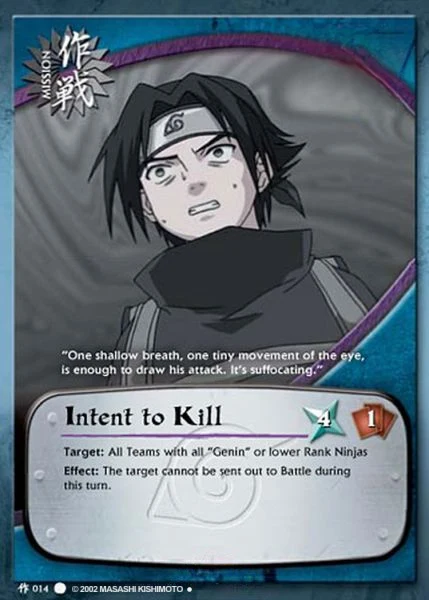 MISSION
作戦
"One shallow breath, one tiny movement of the eye,
is enough to draw his attack. It's suffocating."
Intent to Kill
4
1
Target: All Teams with all "Genin" or lower Rank Ninjas
Effect: The target cannot be sent out to Battle during
this turn.
作 014
© 2002 MASASHI KISHIMOTO